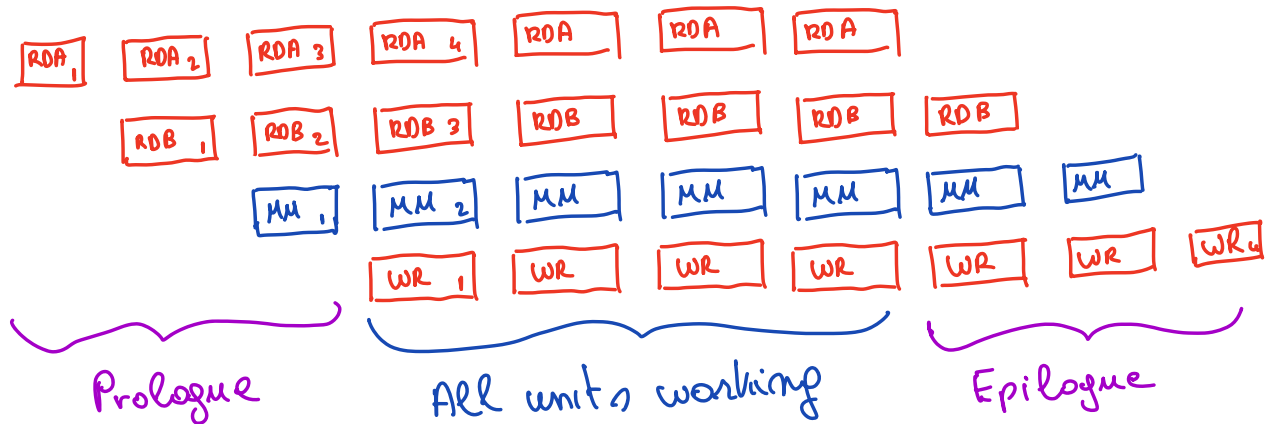 RDA 1 RDA 2 RDA 3 RDA 4 RDA RDA RDA
RDB 1 RDB 2 RDB 3 RDB RDB RDB RDB
MM 1 MM 2 MM MM MM MM MM
WR 1 WR WR WR WR WR WR 4
Prologue All units working Epilogue